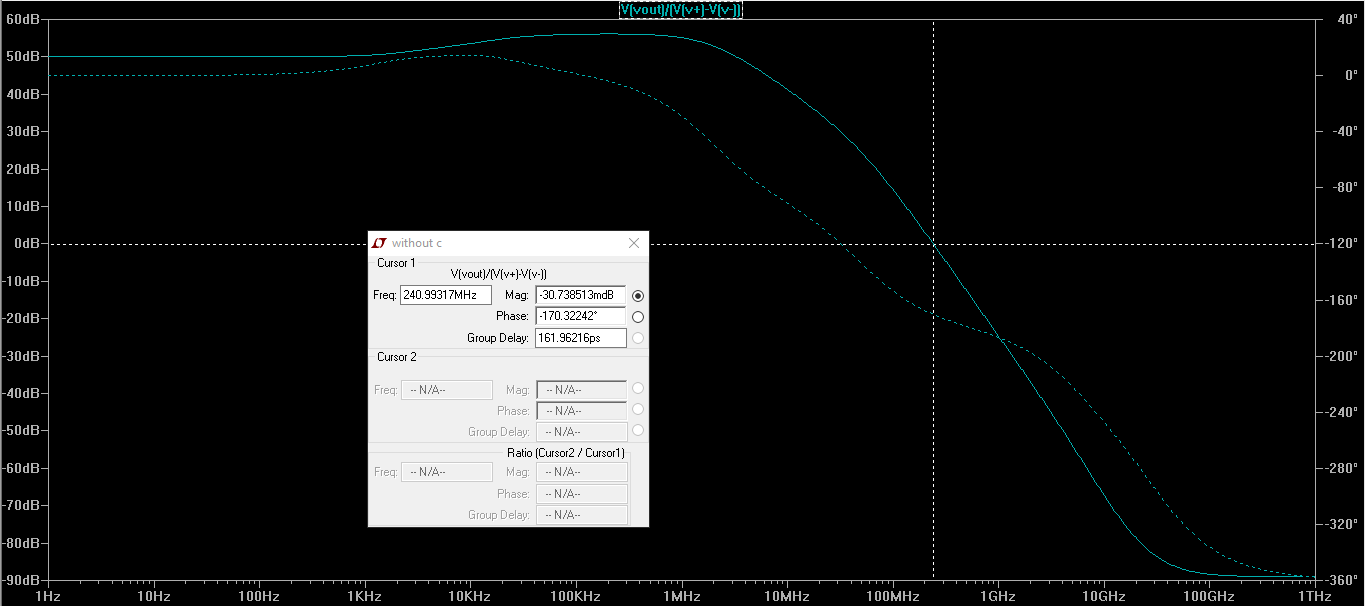 V(vout)/(V(v+)-V(v-))
60dB
50dB
40dB
30dB
20dB
10dB
0dB
-10dB
-20dB
-30dB
-40dB
-50dB
-60dB
-70dB
-80dB
-90dB
40°
0°
-40°
-80°
-120°
-160°
-200°
-240°
-280°
-320°
-360°
without c
Cursor 1
V(vout)/(V(v+)-V(v-))
Freq: 240.99317MHz Mag: -30.738513mdB
Phase: -170.32242°
Group Delay: 161.96216ps
Cursor 2
Freq: -- N/A-- Mag: -- N/A--
Phase: -- N/A--
Group Delay: -- N/A--
Ratio (Cursor2 / Cursor1)
Freq: -- N/A-- Mag: -- N/A--
Phase: -- N/A--
Group Delay: -- N/A--
1Hz 10Hz 100Hz 1KHz 10KHz 100KHz 1MHz 10MHz 100MHz 1GHz 10GHz 100GHz 1THz